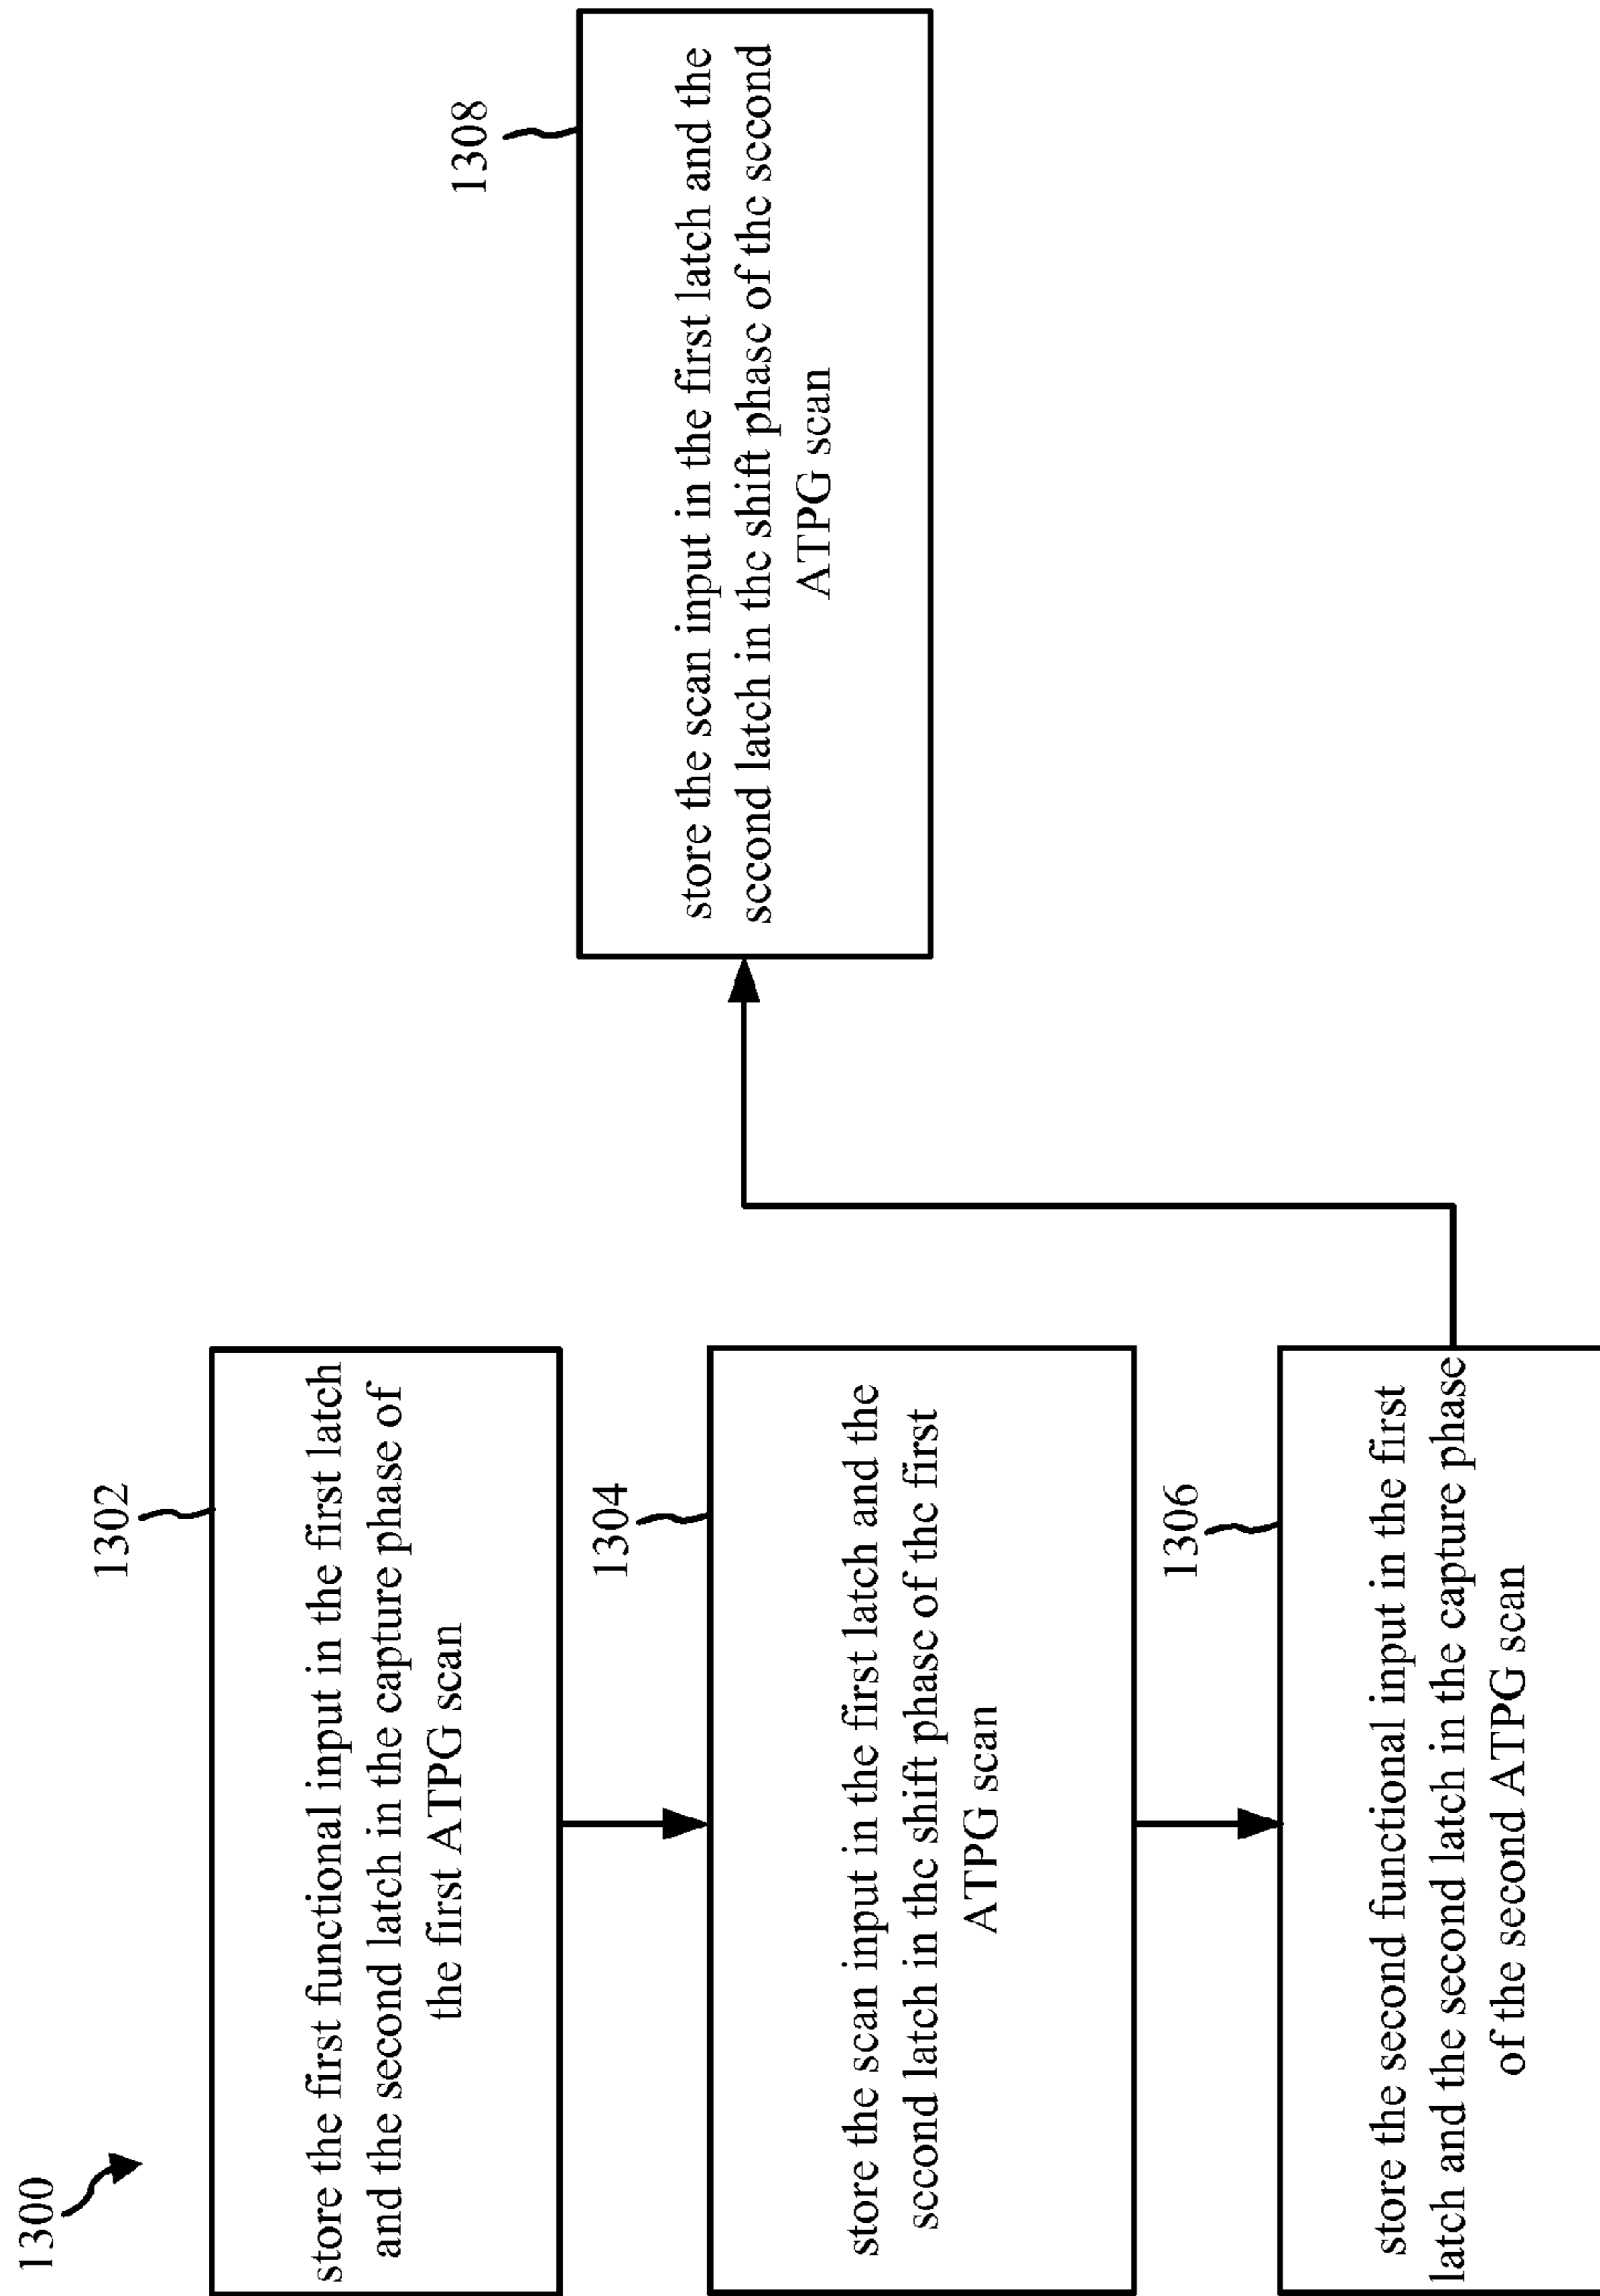 1300
1302
store the first functional input in the first latch
and the second latch in the capture phase of
the first ATPG scan
1304
store the scan input in the first latch and the
second latch in the shift phase of the first
ATPG scan
1306
store the second functional input in the first
latch and the second latch in the capture phase
of the second ATPG scan
1308
store the scan input in the first latch and the
second latch in the shift phase of the second
ATPG scan